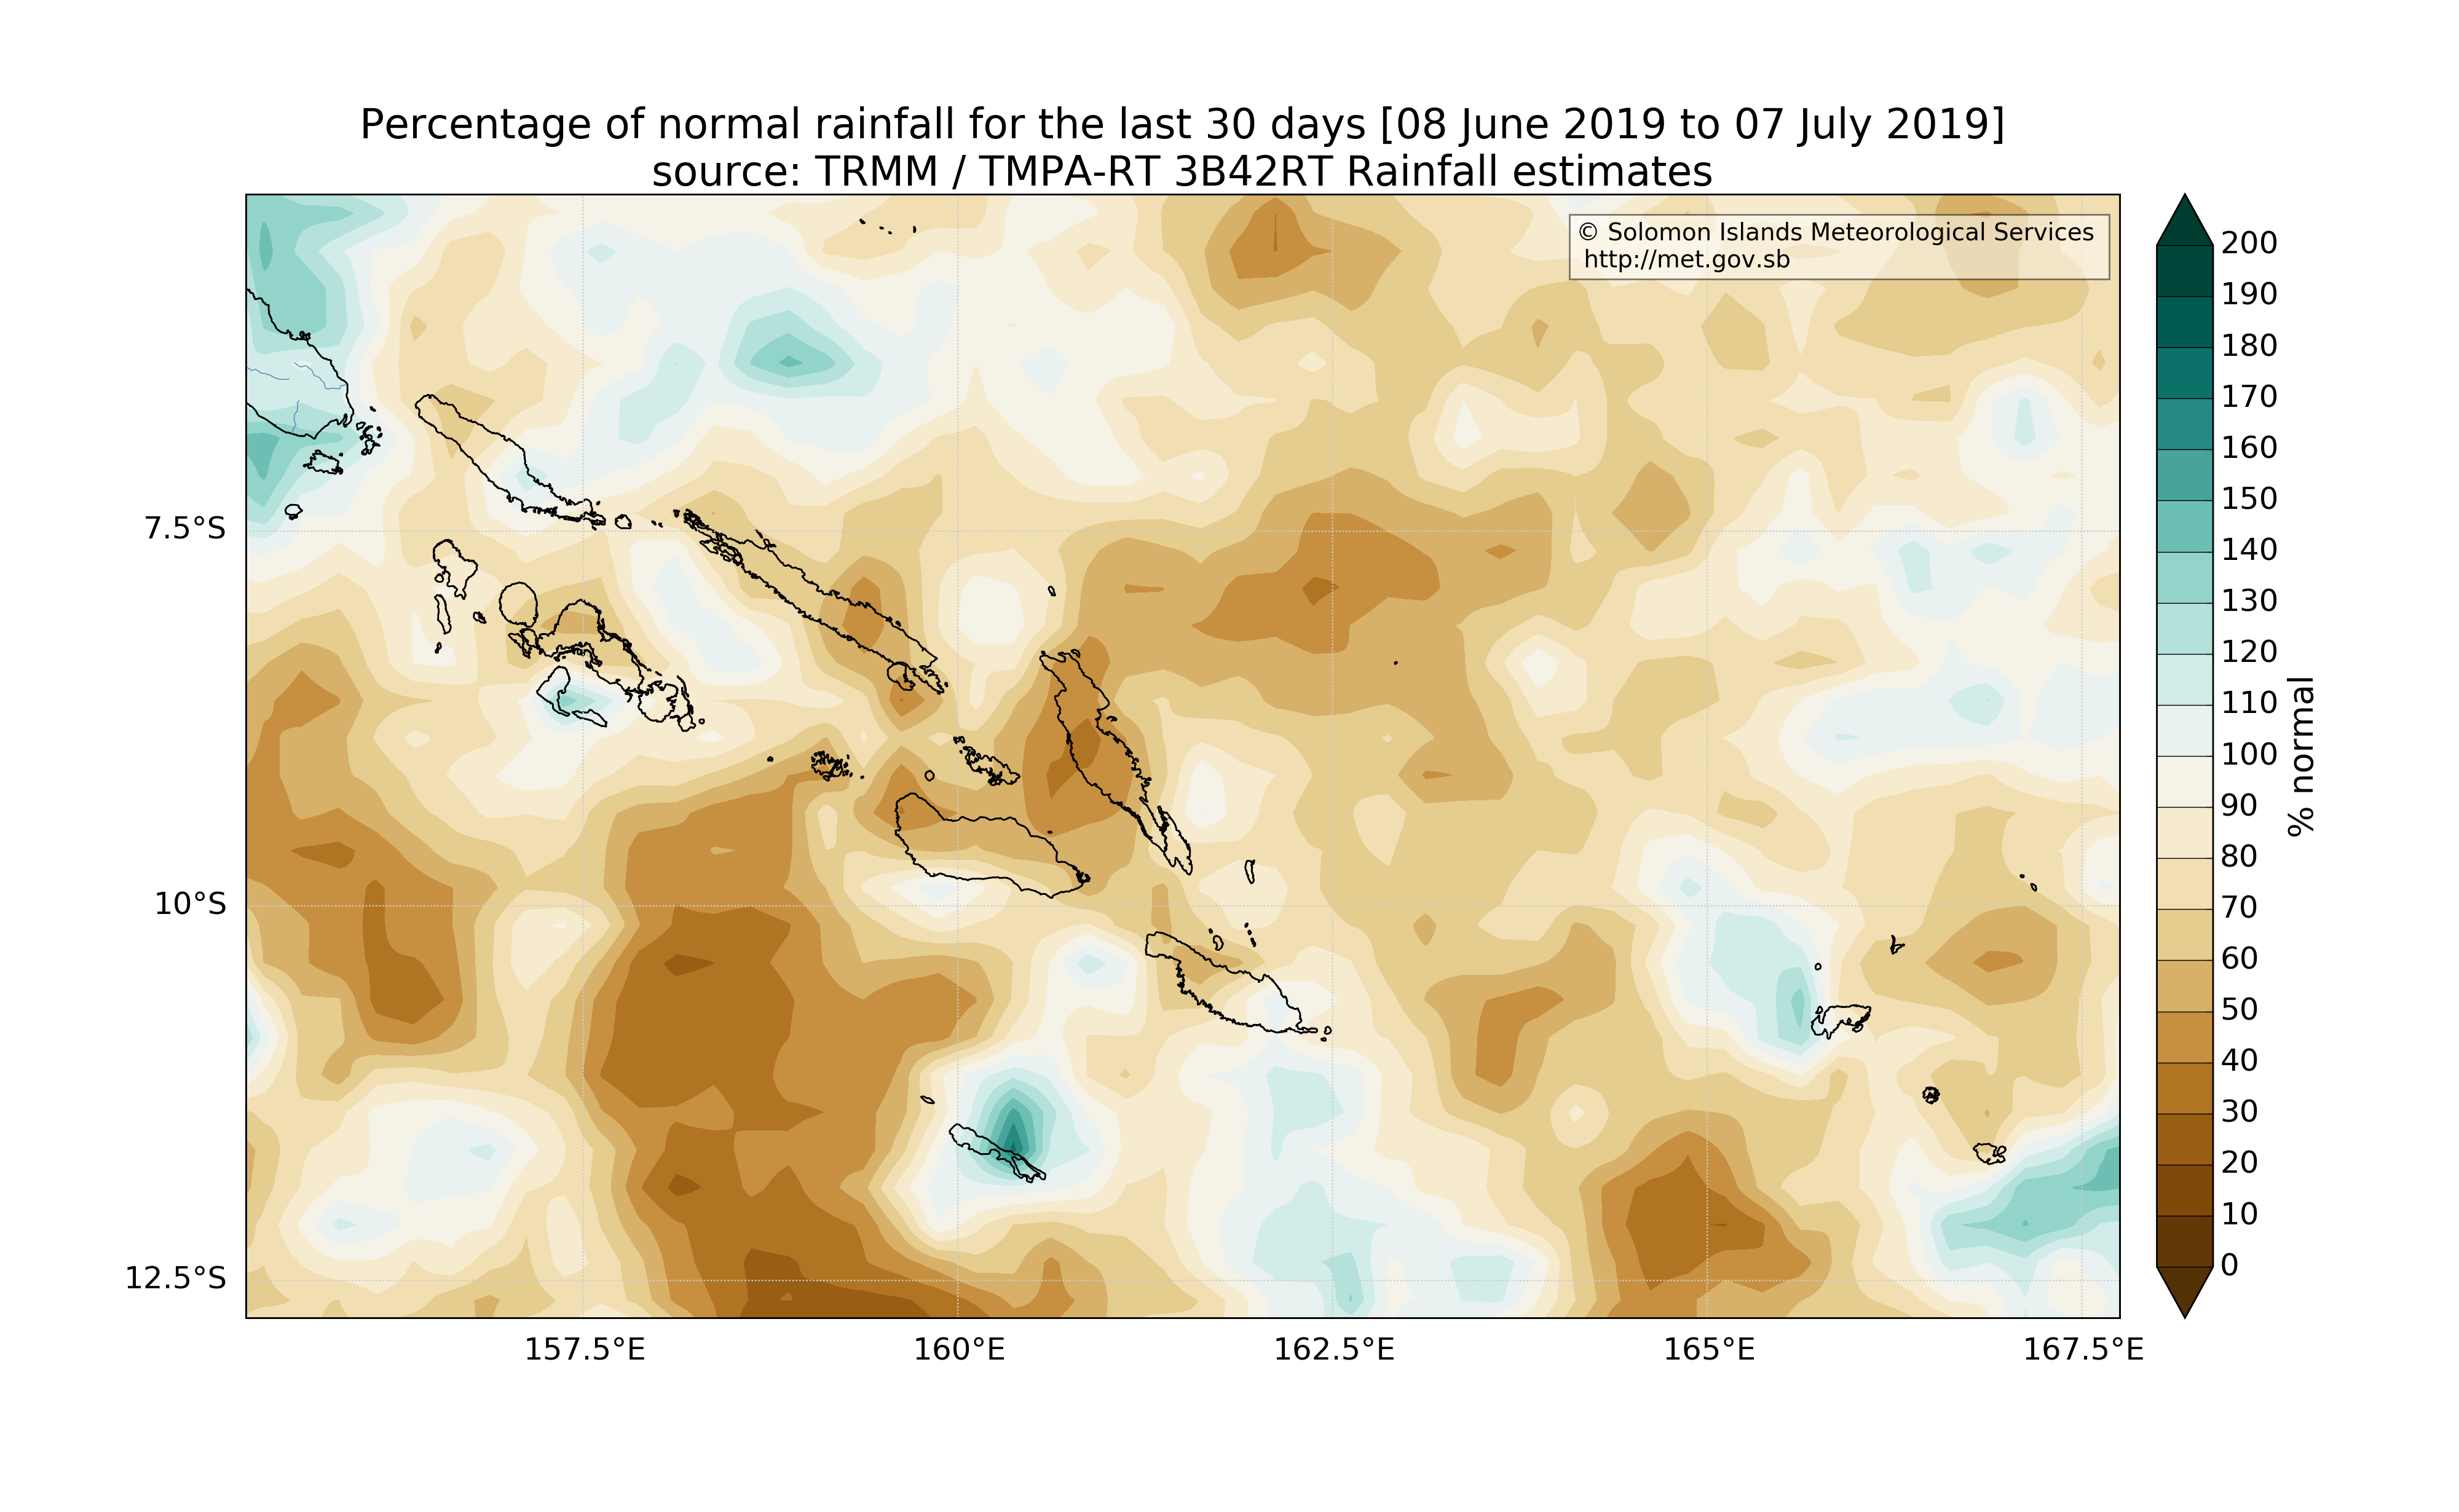 Percentage of normal rainfall for the last 30 days [08 June 2019 to 07 July 2019]
source: TRMM / TMPA-RT 3B42RT Rainfall estimates
© Solomon Islands Meteorological Services
http://met.gov.sb
7.5°S
10°S
12.5°S
157.5°E
160°E
162.5°E
165°E
167.5°E
200
190
180
170
160
150
140
130
120
110
100
90
80
70
60
50
40
30
20
10
0
% normal